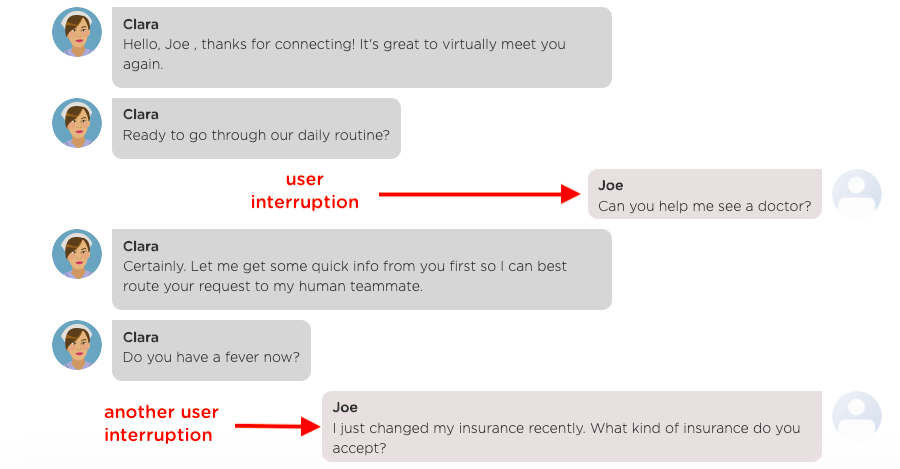 Clara
Hello, Joe , thanks for connecting! It's great to virtually meet you
again.
Clara
Ready to go through our daily routine?
user
interruption
Joe
Can you help me see a doctor?
Clara
Certainly. Let me get some quick info from you first so I can best
route your request to my human teammate.
Clara
Do you have a fever now?
another user
interruption
Joe
I just changed my insurance recently. What kind of insurance do you
accept?